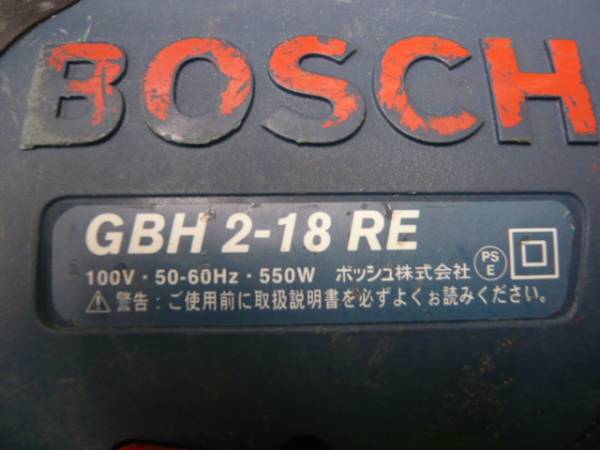 BOSCH
GBH 2-18 RE
100V・50-60Hz・550W ボッシュ株式会社 PS E
警告：ご使用前に取扱説明書を必ずよくお読みください。